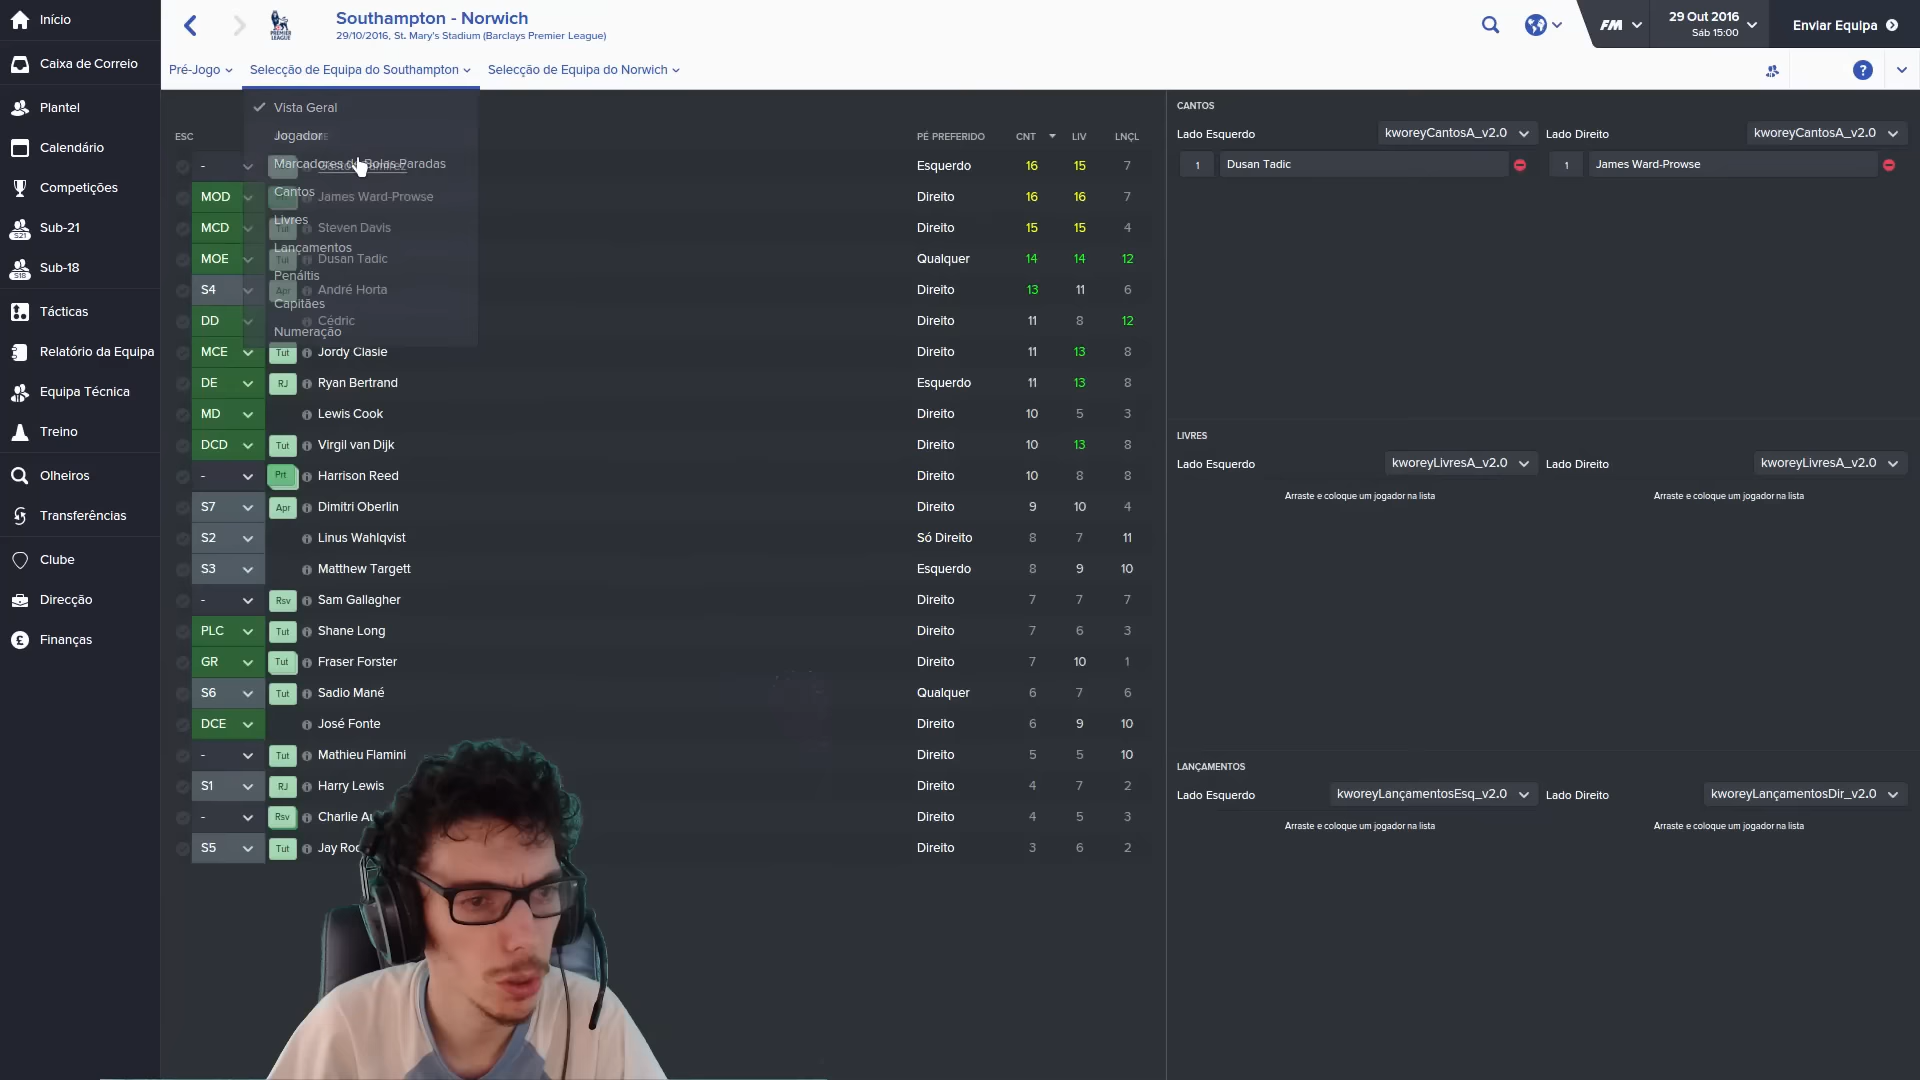 Início
Caixa de Correio
Plantel
Calendário
Competições
Sub-21
Sub-18
Tácticas
Relatório da Equipa
Equipa Técnica
Treino
Olheiros
Transferências
Clube
Direcção
Finanças
Southampton - Norwich
29/10/2016, St. Mary's Stadium (Barclays Premier League)
FM
29 Out 2016
Sáb 15:00
Enviar Equipa
Pré-Jogo
Selecção de Equipa do Southampton
Selecção de Equipa do Norwich
Vista Geral
Jogador
Marcadores de Bolas Paradas
Cantos
Livres
Lançamentos
Penáltis
Capitães
Numeração
ESC PÉ PREFERIDO CNT LIV LNÇL
- Esquerdo 16 15 7
MOD James Ward-Prowse Direito 16 16 7
MCD Tut Steven Davis Direito 15 15 4
MOE Tut Dusan Tadic Qualquer 14 14 12
S4 Apr André Horta Direito 13 11 6
DD Cédric Direito 11 8 12
MCE Tut Jordy Clasie Direito 11 13 8
DE RJ Ryan Bertrand Esquerdo 11 13 8
MD Lewis Cook Direito 10 5 3
DCD Tut Virgil van Dijk Direito 10 13 8
- Prt Harrison Reed Direito 10 8 8
S7 Apr Dimitri Oberlin Direito 9 10 4
S2 Linus Wahlqvist Só Direito 8 7 11
S3 Matthew Targett Esquerdo 8 9 10
- Rsv Sam Gallagher Direito 7 7 7
PLC Tut Shane Long Direito 7 6 3
GR Tut Fraser Forster Direito 7 10 1
S6 Tut Sadio Mané Qualquer 6 7 6
DCE José Fonte Direito 6 9 10
- Tut Mathieu Flamini Direito 5 5 10
S1 RJ Harry Lewis Direito 4 7 2
- Rsv Charlie Direito 4 5 3
S5 Tut Jay Direito 3 6 2
CANTOS
Lado Esquerdo kworeyCantosA_v2.0 Lado Direito kworeyCantosA_v2.0
1 Dusan Tadic 1 James Ward-Prowse
LIVRES
Lado Esquerdo kworeyLivresA_v2.0 Lado Direito kworeyLivresA_v2.0
Arraste e coloque um jogador na lista Arraste e coloque um jogador na lista
LANÇAMENTOS
Lado Esquerdo kworeyLançamentosEsq_v2.0 Lado Direito kworeyLançamentosDir_v2.0
Arraste e coloque um jogador na lista Arraste e coloque um jogador na lista